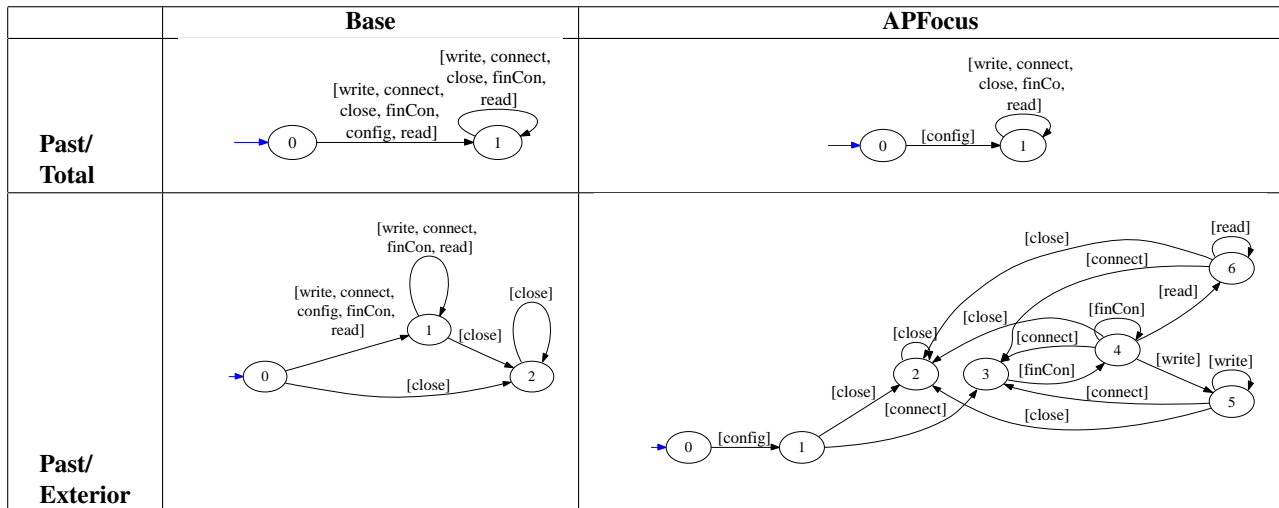 Base
APFocus
Past/
Total
[write, connect,
close, finCon,
config, read]
[write, connect,
close, finCon,
read]
0
1
[write, connect,
close, finCo,
read]
[config]
0
1
Past/
Exterior
[write, connect,
finCon, read]
[write, connect,
config, finCon,
read]
[close]
[close]
[close]
0
1
2
[close]
[read]
[connect]
6
[read]
[close]
[finCon]
[close]
[connect]
4
[write]
[write]
2
3
[finCon]
[connect]
5
[close]
[connect]
[close]
0
[config]
1